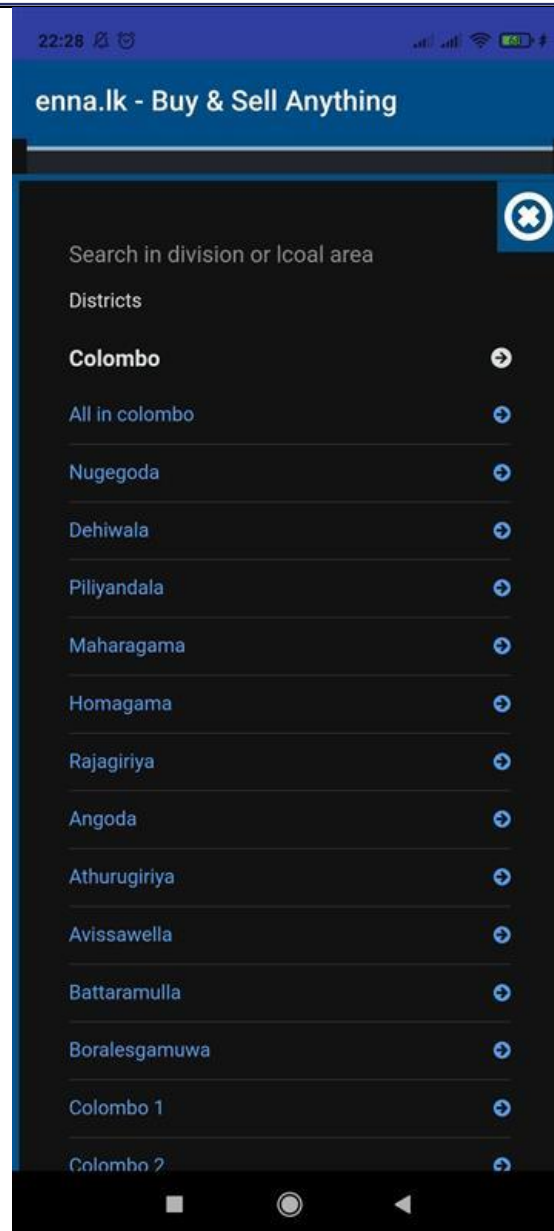 22:28
68
enna.lk - Buy & Sell Anything
Search in division or lcoal area
Districts
Colombo
All in colombo
Nugegoda
Dehiwala
Piliyandala
Maharagama
Homagama
Rajagiriya
Angoda
Athurugiriya
Avissawella
Battaramulla
Boralesgamuwa
Colombo 1
Colombo 2